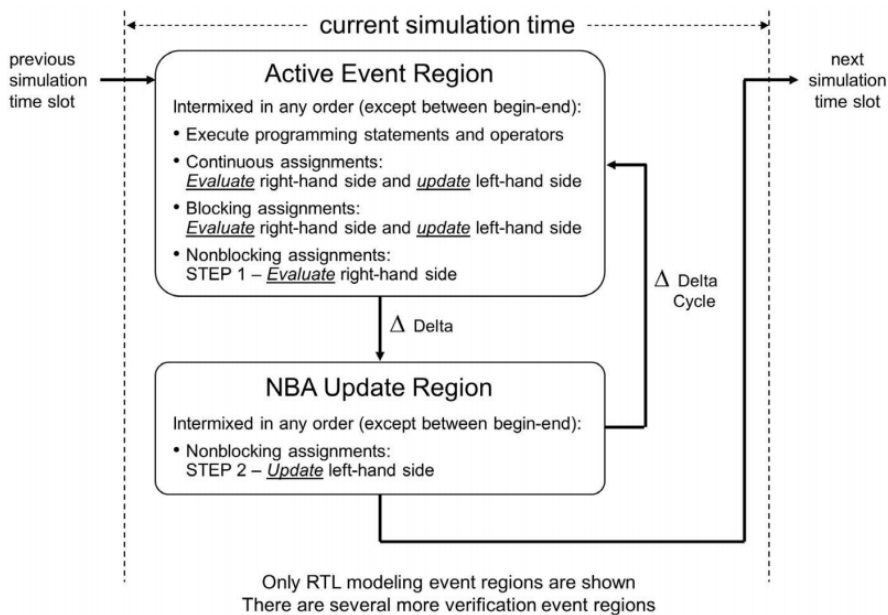 current simulation time
previous
simulation
time slot
next
simulation
time slot
Active Event Region
Intermixed in any order (except between begin-end):
• Execute programming statements and operators
• Continuous assignments:
Evaluate right-hand side and update left-hand side
• Blocking assignments:
Evaluate right-hand side and update left-hand side
• Nonblocking assignments:
STEP 1 – Evaluate right-hand side
Δ Delta
Cycle
Δ Delta
NBA Update Region
Intermixed in any order (except between begin-end):
• Nonblocking assignments:
STEP 2 – Update left-hand side
Only RTL modeling event regions are shown
There are several more verification event regions